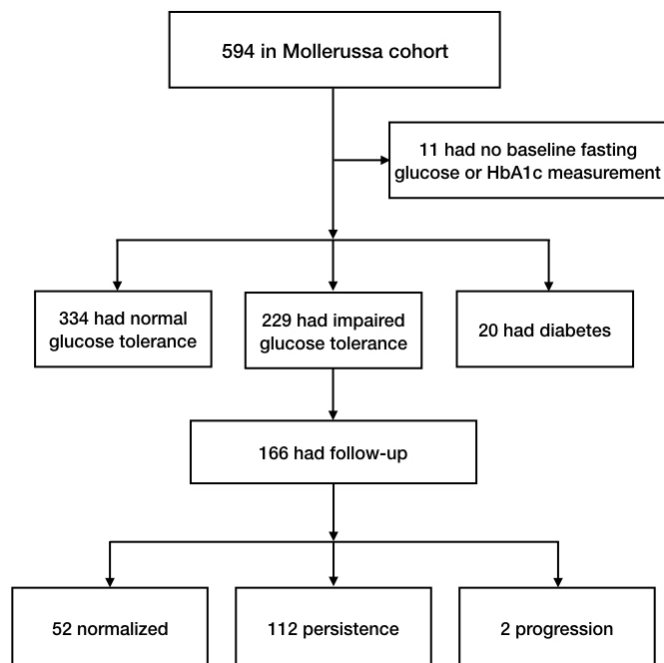 594 in Mollerussa cohort
11 had no baseline fasting
glucose or HbA1c measurement
334 had normal
glucose tolerance
229 had impaired
glucose tolerance
20 had diabetes
166 had follow-up
52 normalized
112 persistence
2 progression